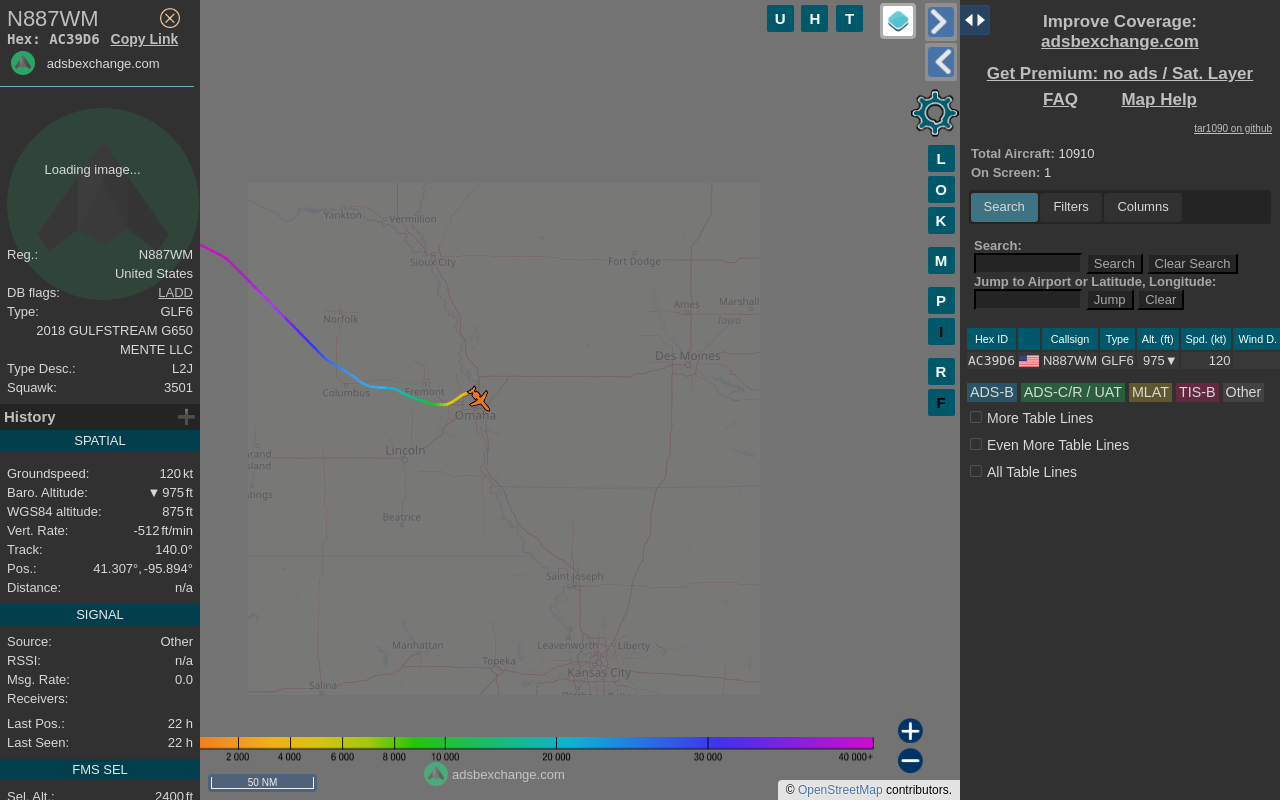 N887WM
Hex: AC39D6 Copy Link
adsbexchange.com
Loading image...
Reg.: N887WM
United States
DB flags: LADD
Type: GLF6
2018 GULFSTREAM G650
MENTE LLC
Type Desc.: L2J
Squawk: 3501
History
SPATIAL
Groundspeed: 120 kt
Baro. Altitude: ▼ 975 ft
WGS84 altitude: 875 ft
Vert. Rate: -512 ft/min
Track: 140.0°
Pos.: 41.307°, -95.894°
Distance: n/a
SIGNAL
Source: Other
RSSI: n/a
Msg. Rate: 0.0
Receivers:
Last Pos.: 22 h
Last Seen: 22 h
FMS SEL
Sel. Alt.: 2400 ft
U H T
L
O
K
M
P
I
R
F
Yankton
Vermillion
Sioux City
Fort Dodge
Ames
Marshall
Iowa
Norfolk
Des Moines
Columbus
Fremont
Omaha
Lincoln
Grand
Island
stings
Beatrice
Saint Joseph
Manhattan
Leavenworth
Liberty
Topeka
Kansas City
Salina
2 000 4 000 6 000 8 000 10 000 20 000 30 000 40 000+
50 NM
adsbexchange.com
© OpenStreetMap contributors.
Improve Coverage:
adsbexchange.com
Get Premium: no ads / Sat. Layer
FAQ Map Help
tar1090 on github
Total Aircraft: 10910
On Screen: 1
Search Filters Columns
Search:
Search Clear Search
Jump to Airport or Latitude, Longitude:
Jump Clear
Hex ID Callsign Type Alt. (ft) Spd. (kt) Wind D.
AC39D6 N887WM GLF6 975▼ 120
ADS-B ADS-C/R / UAT MLAT TIS-B Other
More Table Lines
Even More Table Lines
All Table Lines